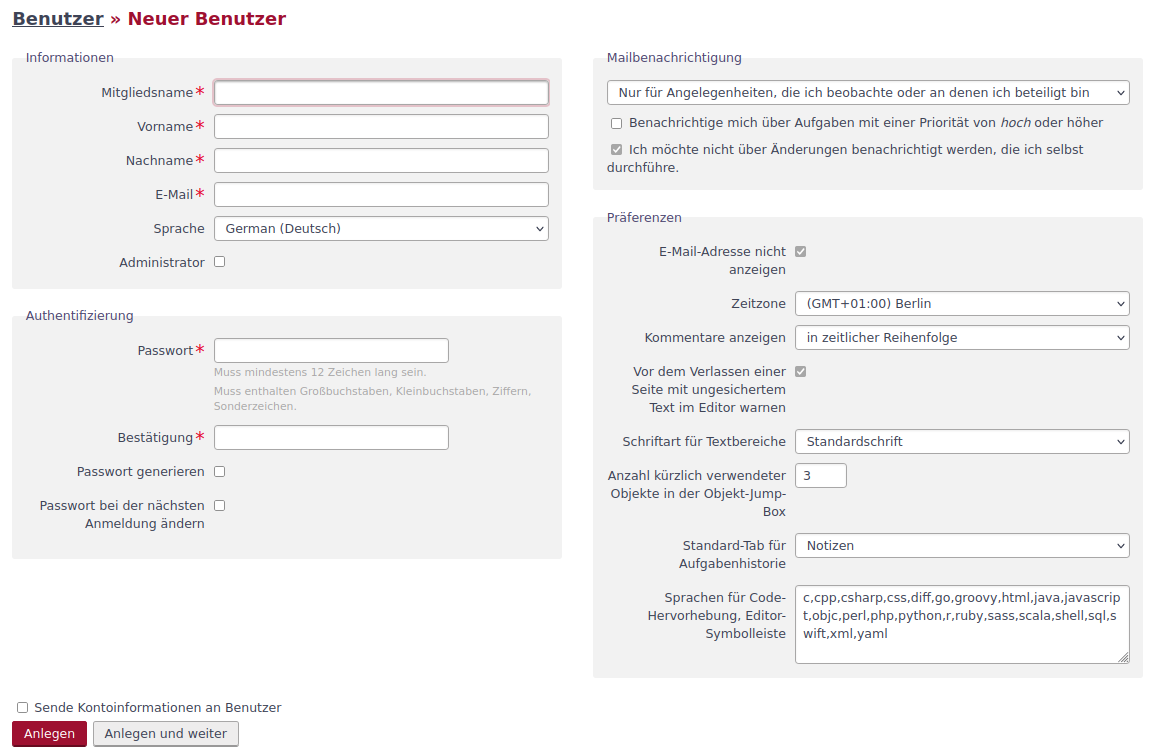 Benutzer » Neuer Benutzer
Informationen
Mitgliedsname*
Vorname*
Nachname*
E-Mail*
Sprache German (Deutsch)
Administrator
Authentifizierung
Passwort*
Muss mindestens 12 Zeichen lang sein.
Muss enthalten Großbuchstaben, Kleinbuchstaben, Ziffern,
Sonderzeichen.
Bestätigung*
Passwort generieren
Passwort bei der nächsten
Anmeldung ändern
Mailbenachrichtigung
Nur für Angelegenheiten, die ich beobachte oder an denen ich beteiligt bin
Benachrichtige mich über Aufgaben mit einer Priorität von hoch oder höher
Ich möchte nicht über Änderungen benachrichtigt werden, die ich selbst
durchführe.
Präferenzen
E-Mail-Adresse nicht
anzeigen
Zeitzone (GMT+01:00) Berlin
Kommentare anzeigen in zeitlicher Reihenfolge
Vor dem Verlassen einer
Seite mit ungesichertem
Text im Editor warnen
Schriftart für Textbereiche Standardschrift
Anzahl kürzlich verwendeter 3
Objekte in der Objekt-Jump-
Box
Standard-Tab für Notizen
Aufgabenhistorie
Sprachen für Code-
Hervorhebung, Editor-
Symbolleiste
c,cpp,csharp,css,diff,go,groovy,html,java,javascrip
t,objc,perl,php,python,r,ruby,sass,scala,shell,sql,s
wift,xml,yaml
Sende Kontoinformationen an Benutzer
Anlegen Anlegen und weiter